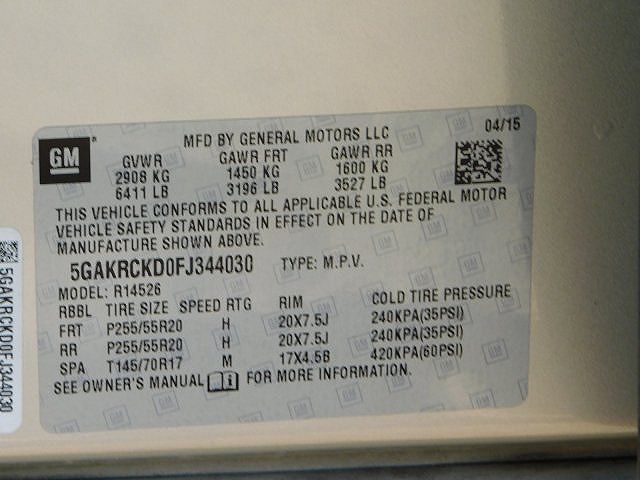 GM
MFD BY GENERAL MOTORS LLC 04/15
GVWR GAWR FRT GAWR RR
2908 KG 1450 KG 1600 KG
6411 LB 3196 LB 3527 LB
THIS VEHICLE CONFORMS TO ALL APPLICABLE U.S. FEDERAL MOTOR
VEHICLE SAFETY STANDARDS IN EFFECT ON THE DATE OF
MANUFACTURE SHOWN ABOVE.
5GAKRCKD0FJ344030 TYPE: M.P.V.
MODEL: R14526
RBBL TIRE SIZE SPEED RTG RIM COLD TIRE PRESSURE
FRT P255/55R20 H 20X7.5J 240KPA(35PSI)
RR P255/55R20 H 20X7.5J 240KPA(35PSI)
SPA T145/70R17 M 17X4.5B 420KPA(60PSI)
SEE OWNER'S MANUAL FOR MORE INFORMATION.
5GAKRCKD0FJ344030